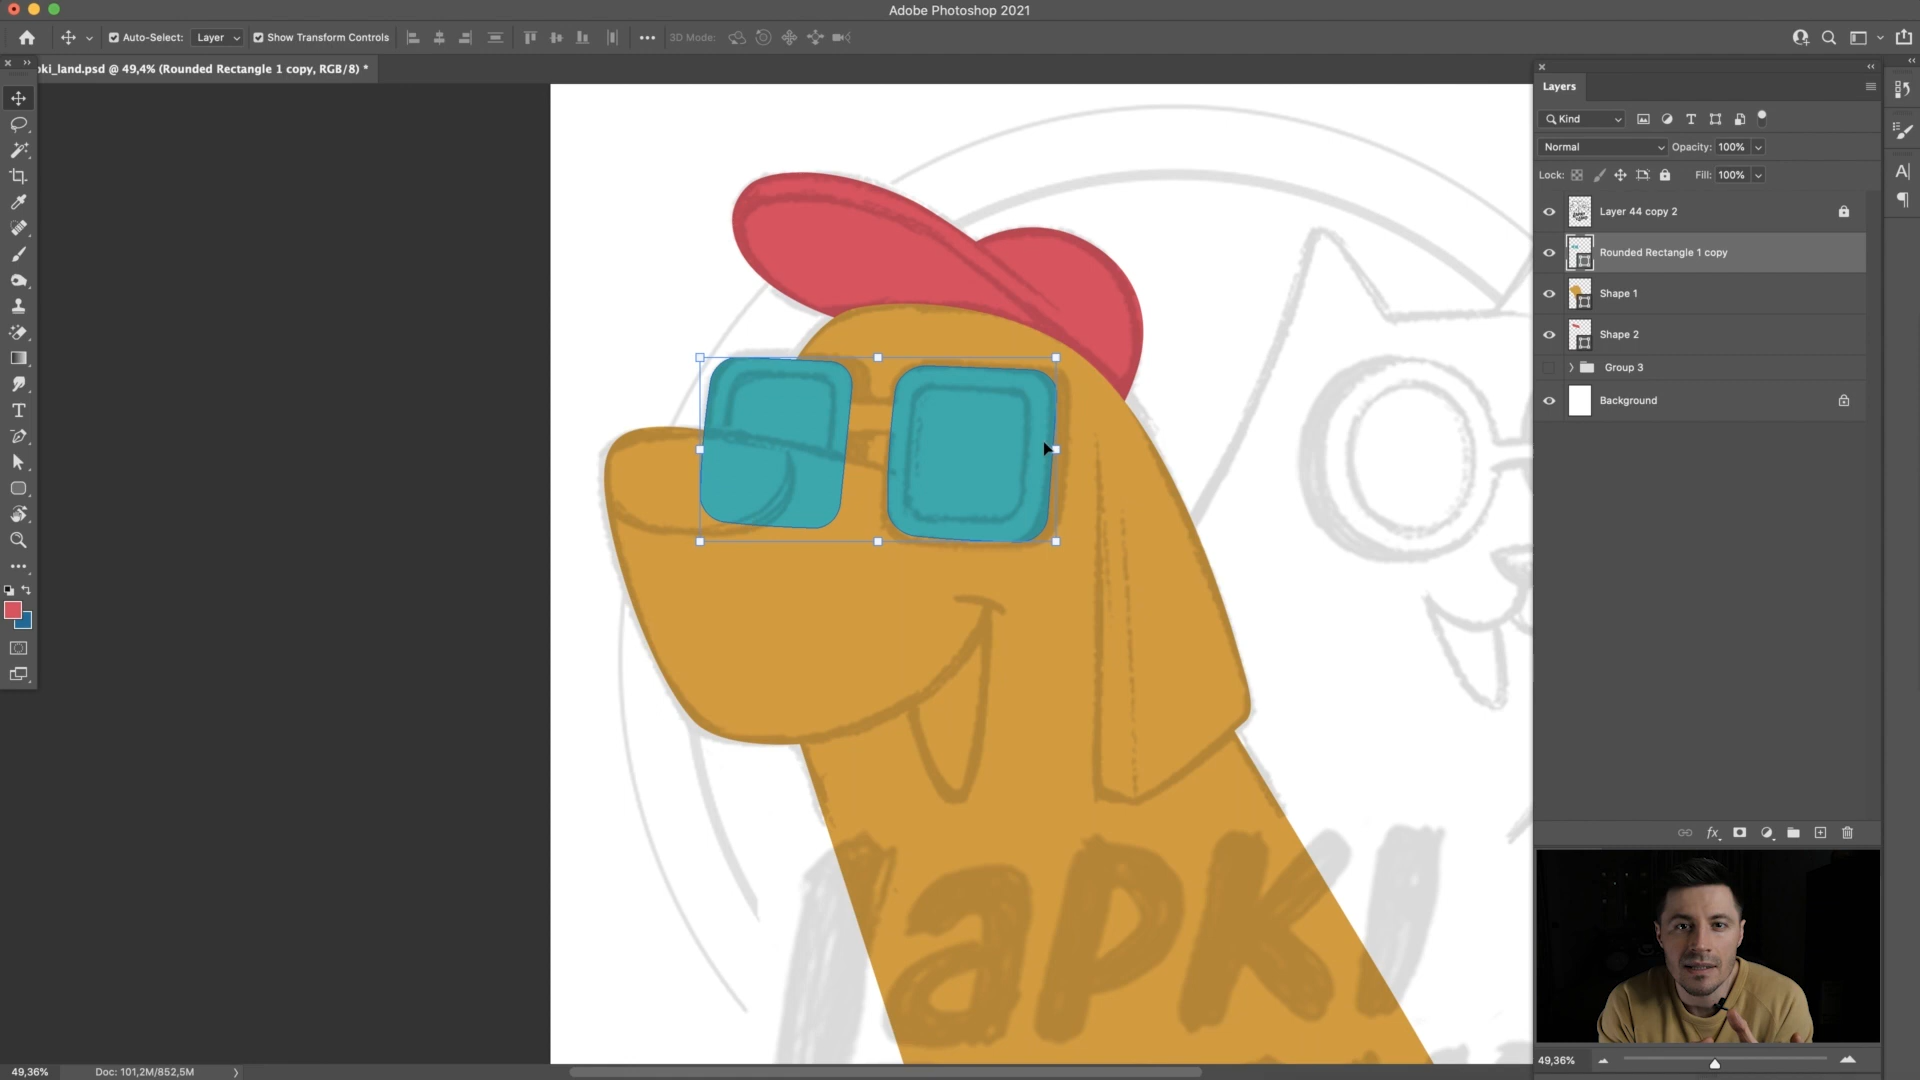 Adobe Photoshop 2021
Auto-Select: Layer Show Transform Controls 3D Mode:
oki_land.psd @ 49,4% (Rounded Rectangle 1 copy, RGB/8) *
Layers
Kind
Normal Opacity: 100%
Lock: Fill: 100%
Layer 44 copy 2
Rounded Rectangle 1 copy
Shape 1
Shape 2
Group 3
Background
lapki
49,36%
49,36% Doc: 101,2M/852,5M